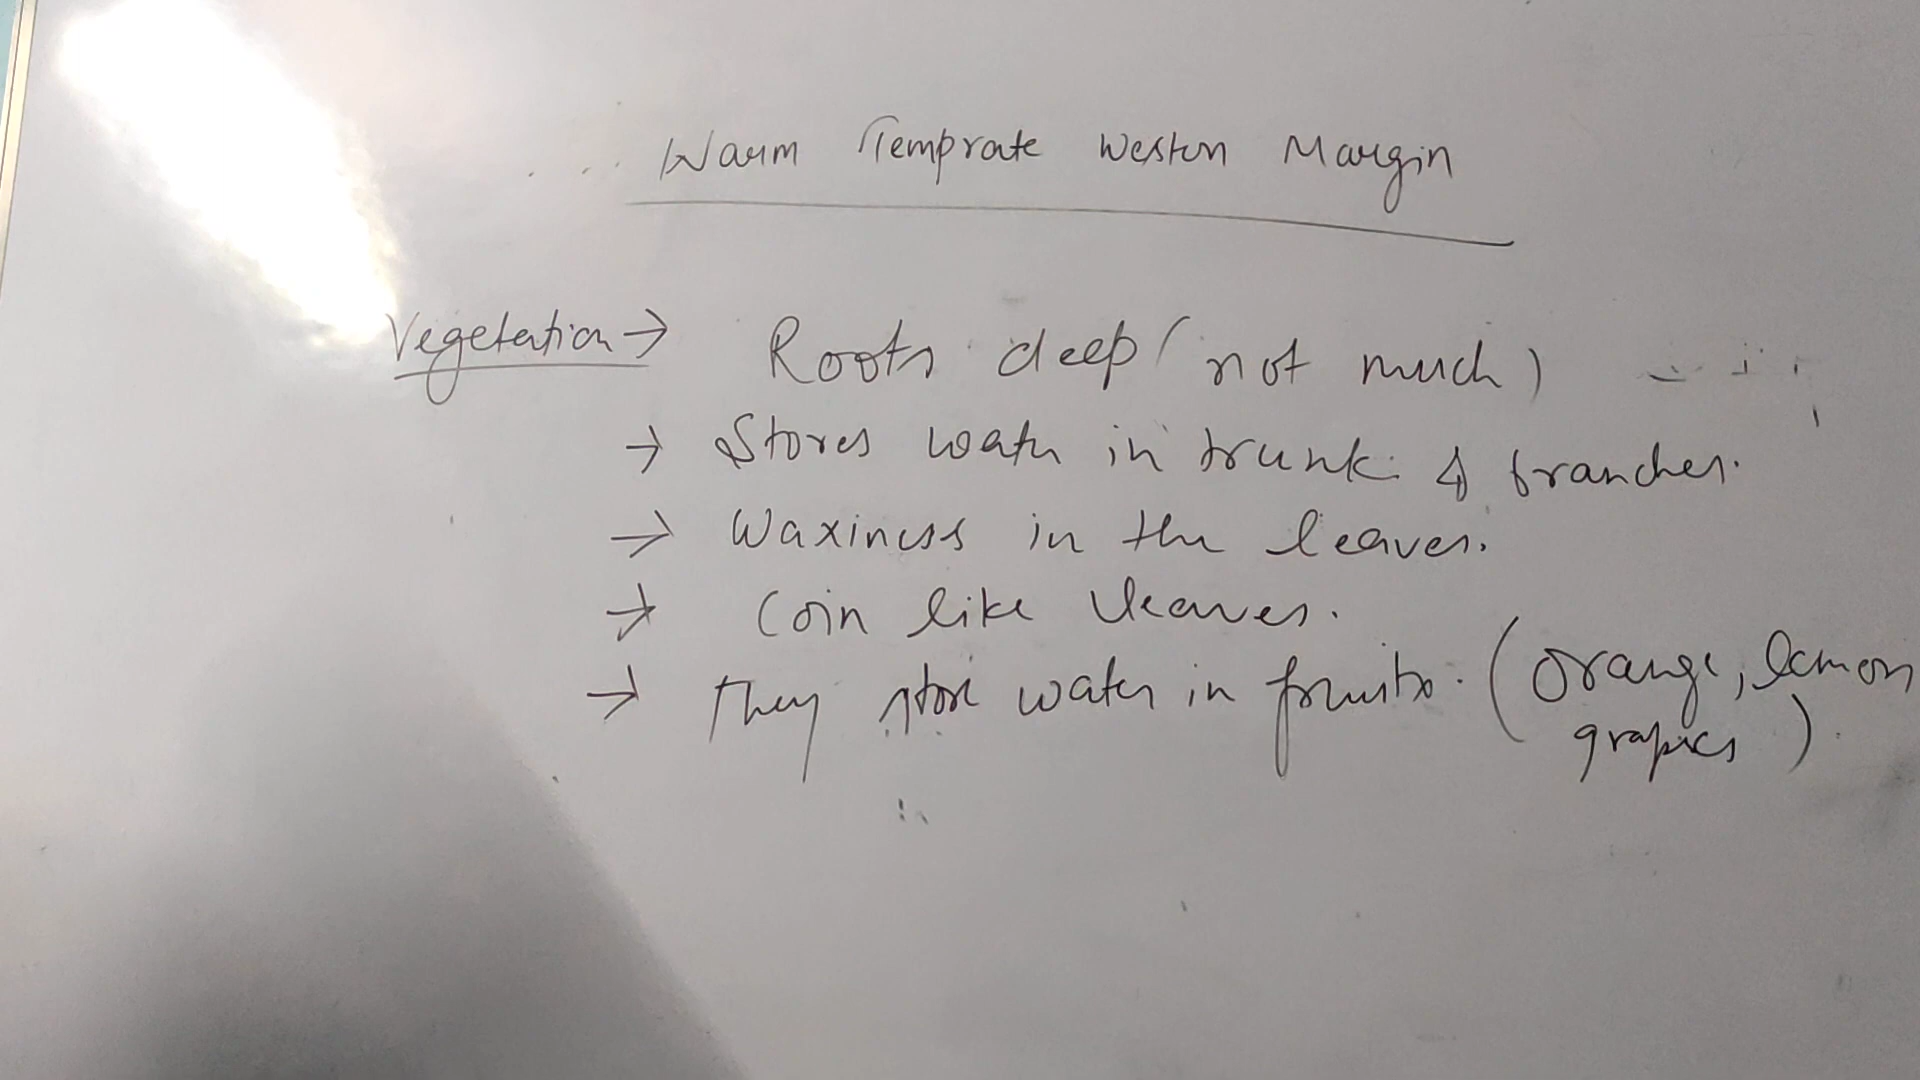 Warm Temprate Western Margin
Vegetation → Roots deep (not much)
→ Stores water in trunk & branches.
→ Waxiness in the leaves.
→ Coin like leaves.
→ They store water in fruits. (Orange, lemon
grapes).